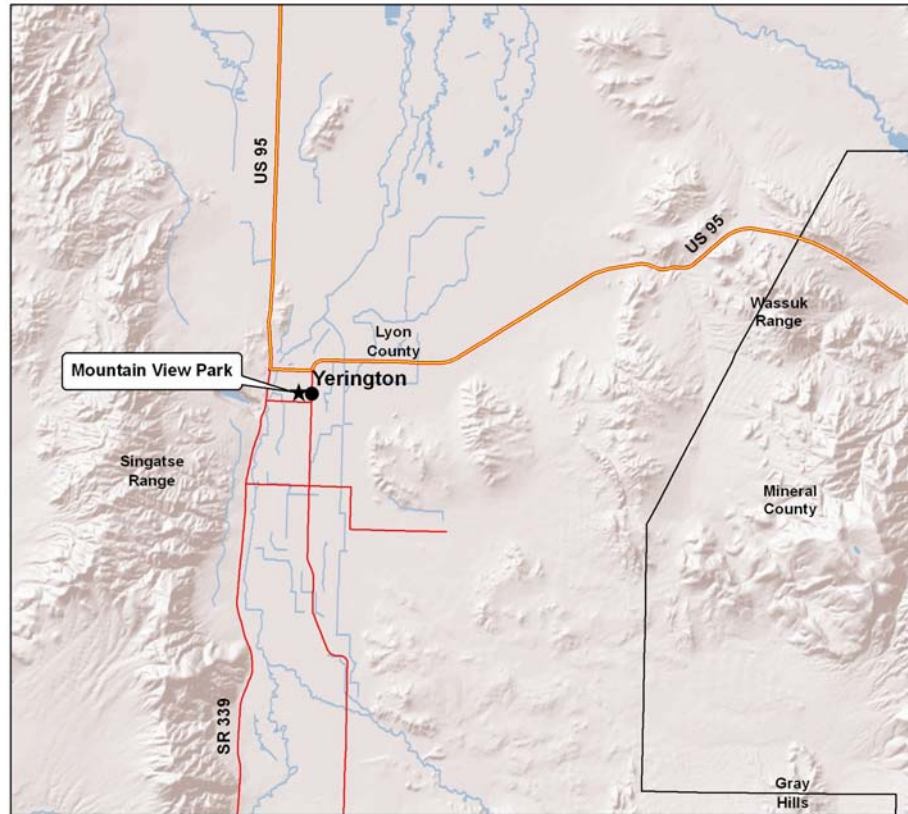 US 95
US 95
Wassuk
Range
Lyon
County
Mountain View Park
Yerington
Singatse
Range
Mineral
County
SR 339
Gray
Hills